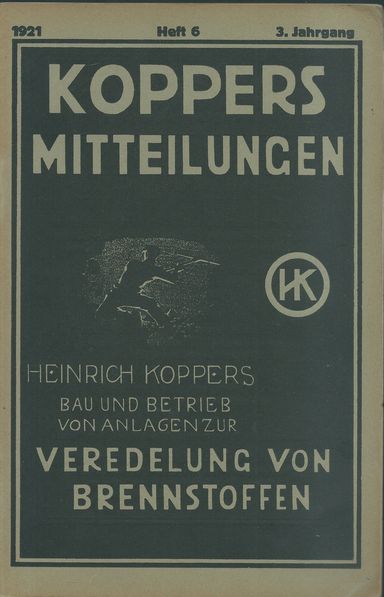 1921 Heft 6 3. Jahrgang
KOPPERS
MITTEILUNGEN
HK
HEINRICH KOPPERS
BAU UND BETRIEB
VON ANLAGEN ZUR
VEREDELUNG VON
BRENNSTOFFEN